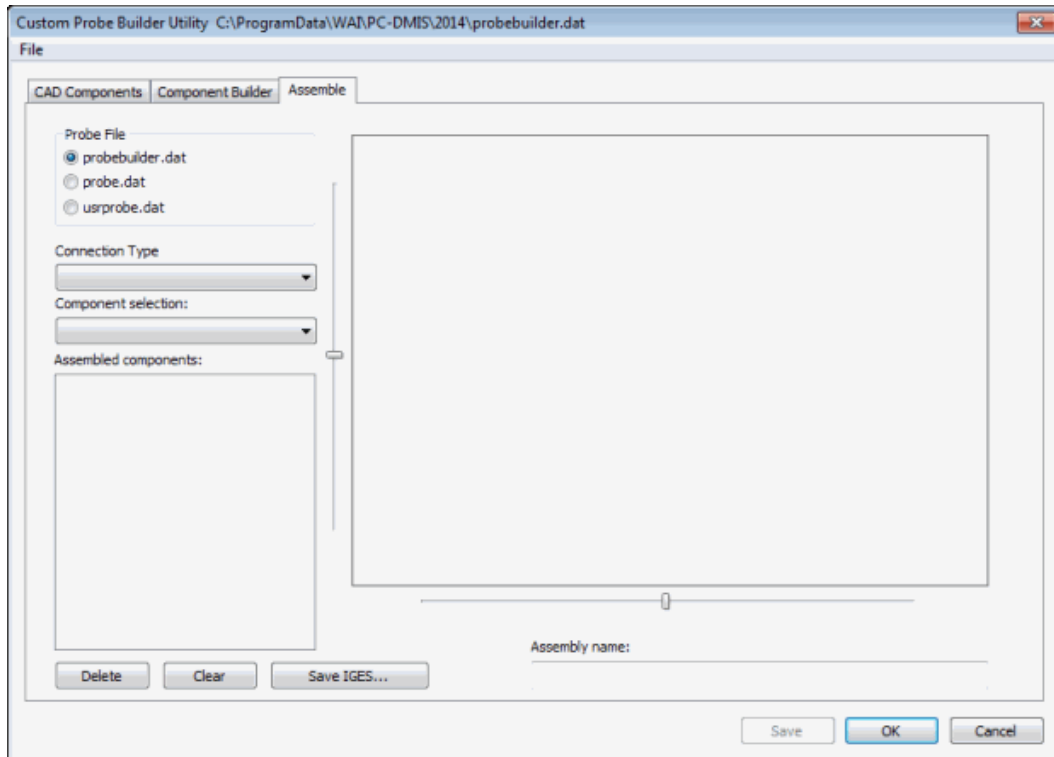 Custom Probe Builder Utility C:\ProgramData\WAI\PC-DMIS\2014\probebuilder.dat
File
CAD Components Component Builder Assemble
Probe File
probebuilder.dat
probe.dat
usrprobe.dat
Connection Type
Component selection:
Assembled components:
Assembly name:
Delete Clear Save IGES...
Save OK Cancel